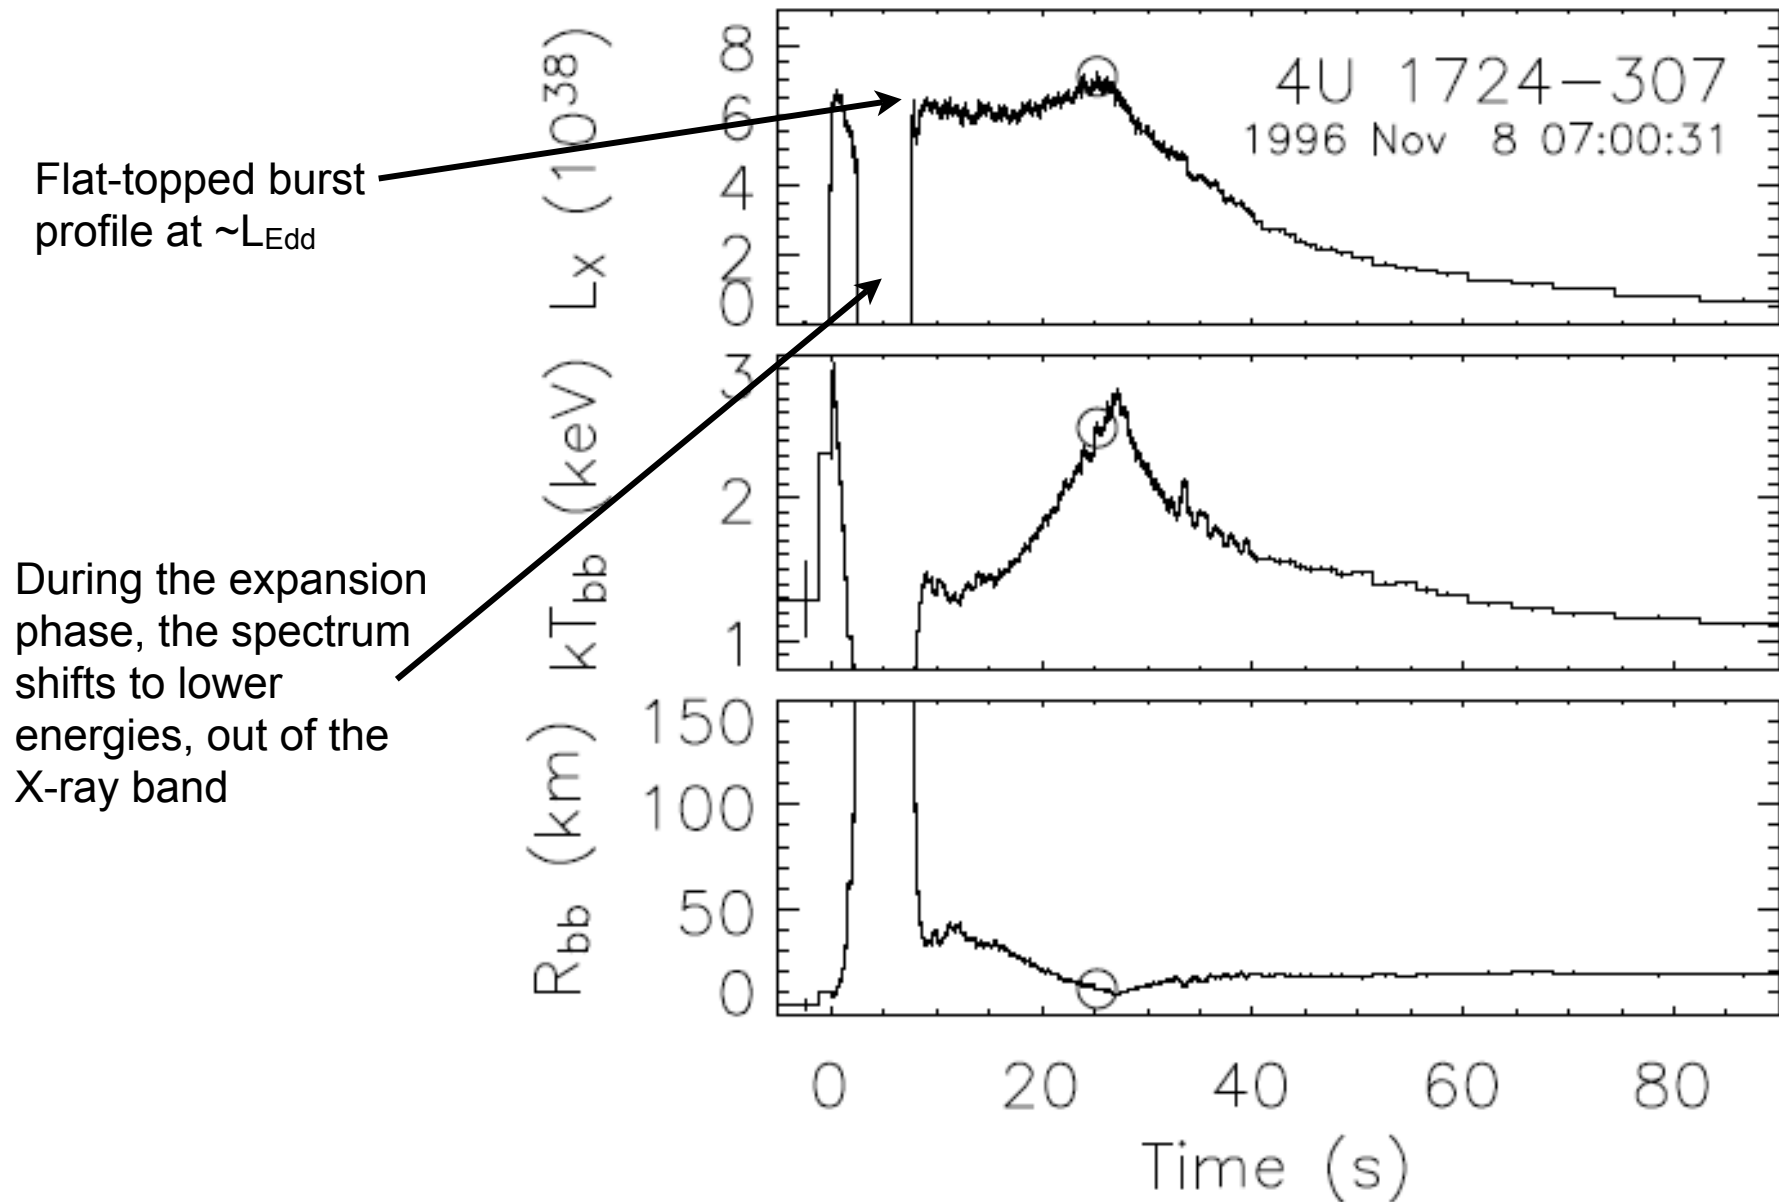 Flat-topped burst
profile at ~LEdd
During the expansion
phase, the spectrum
shifts to lower
energies, out of the
X-ray band
4U 1724-307
1996 Nov 8 07:00:31
Lx (10^38)
8
6
4
2
0
kTbb (keV)
3
2
1
Rbb (km)
150
100
50
0
0 20 40 60 80
Time (s)